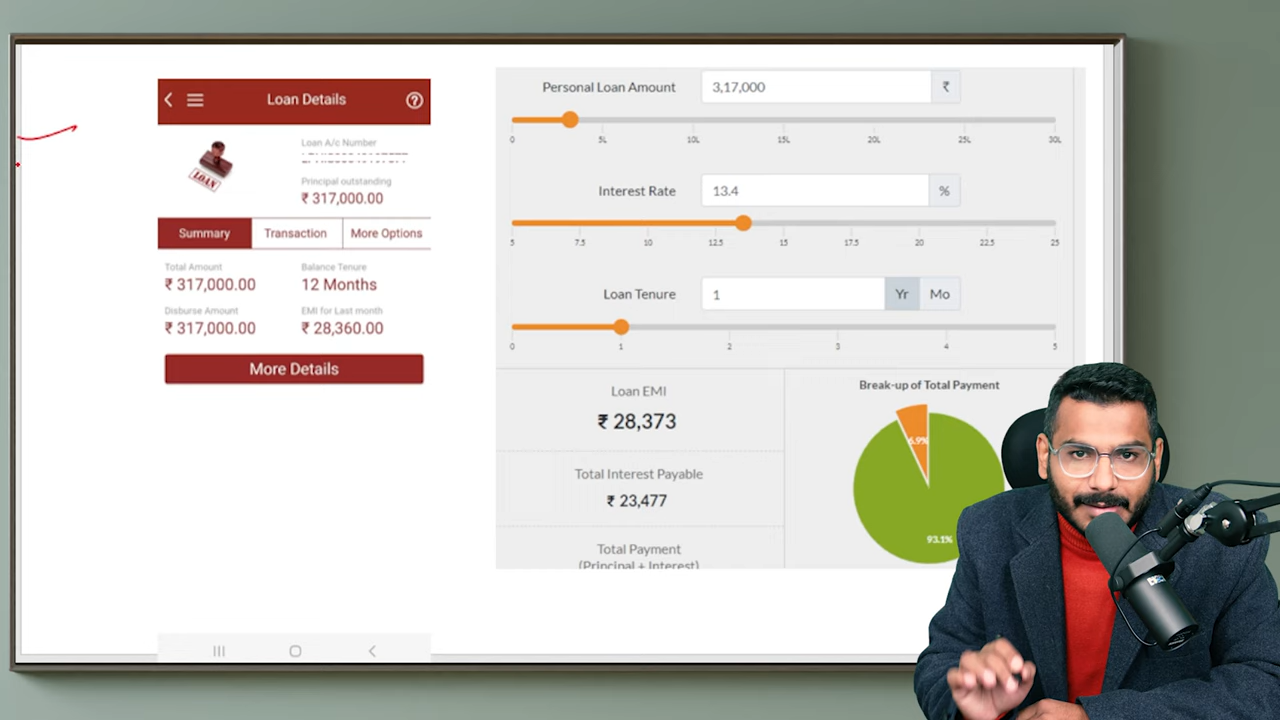 Loan Details
Loan A/c Number
Principal outstanding
₹ 317,000.00
LOAN
Summary Transaction More Options
Total Amount Balance Tenure
₹ 317,000.00 12 Months
Disburse Amount EMI for Last month
₹ 317,000.00 ₹ 28,360.00
More Details
Personal Loan Amount 3,17,000 ₹
0 5L 10L 15L 20L 25L 30L
Interest Rate 13.4 %
5 7.5 10 12.5 15 17.5 20 22.5 25
Loan Tenure 1 Yr Mo
0 1 2 3 4 5
Loan EMI
₹ 28,373
Total Interest Payable
₹ 23,477
Total Payment
(Principal + Interest)
Break-up of Total Payment
6.9%
93.1%